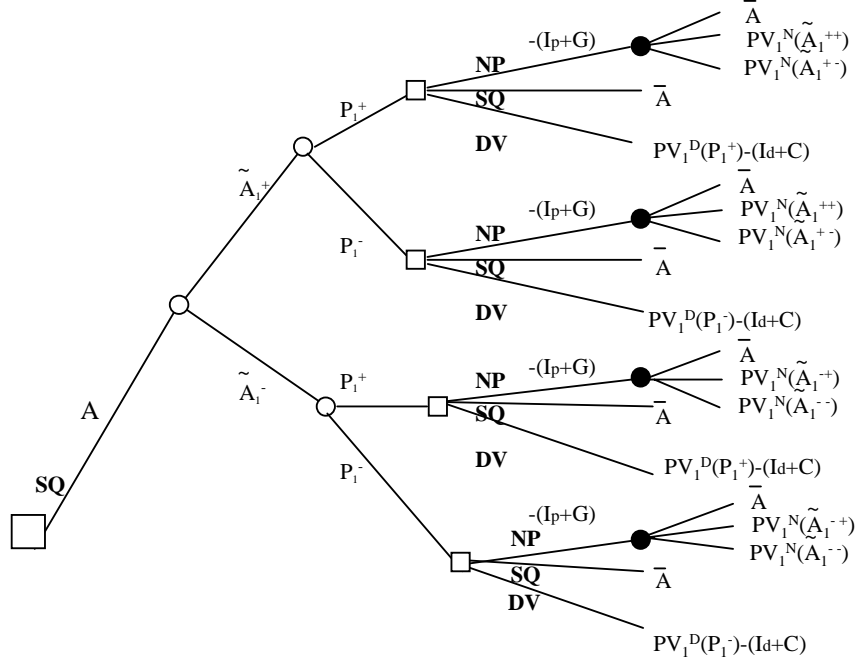 Ā
-(Ip+G)
PV₁ᴺ(Ã₁⁺⁺)
NP
PV₁ᴺ(Ã₁⁺⁻)
P₁⁺
SQ
Ā
DV
PV₁ᴰ(P₁⁺)-(Id+C)
Ã₁⁺
Ā
-(Ip+G)
PV₁ᴺ(Ã₁⁺⁺)
NP
PV₁ᴺ(Ã₁⁺⁻)
P₁⁻
SQ
Ā
DV
PV₁ᴰ(P₁⁻)-(Id+C)
Ā
-(Ip+G)
PV₁ᴺ(Ã₁⁻⁺)
Ã₁⁻
P₁⁺
NP
PV₁ᴺ(Ã₁⁻⁻)
A
SQ
Ā
DV
PV₁ᴰ(P₁⁺)-(Id+C)
P₁⁻
SQ
Ā
-(Ip+G)
PV₁ᴺ(Ã₁⁻⁺)
NP
PV₁ᴺ(Ã₁⁻⁻)
SQ
Ā
DV
PV₁ᴰ(P₁⁻)-(Id+C)